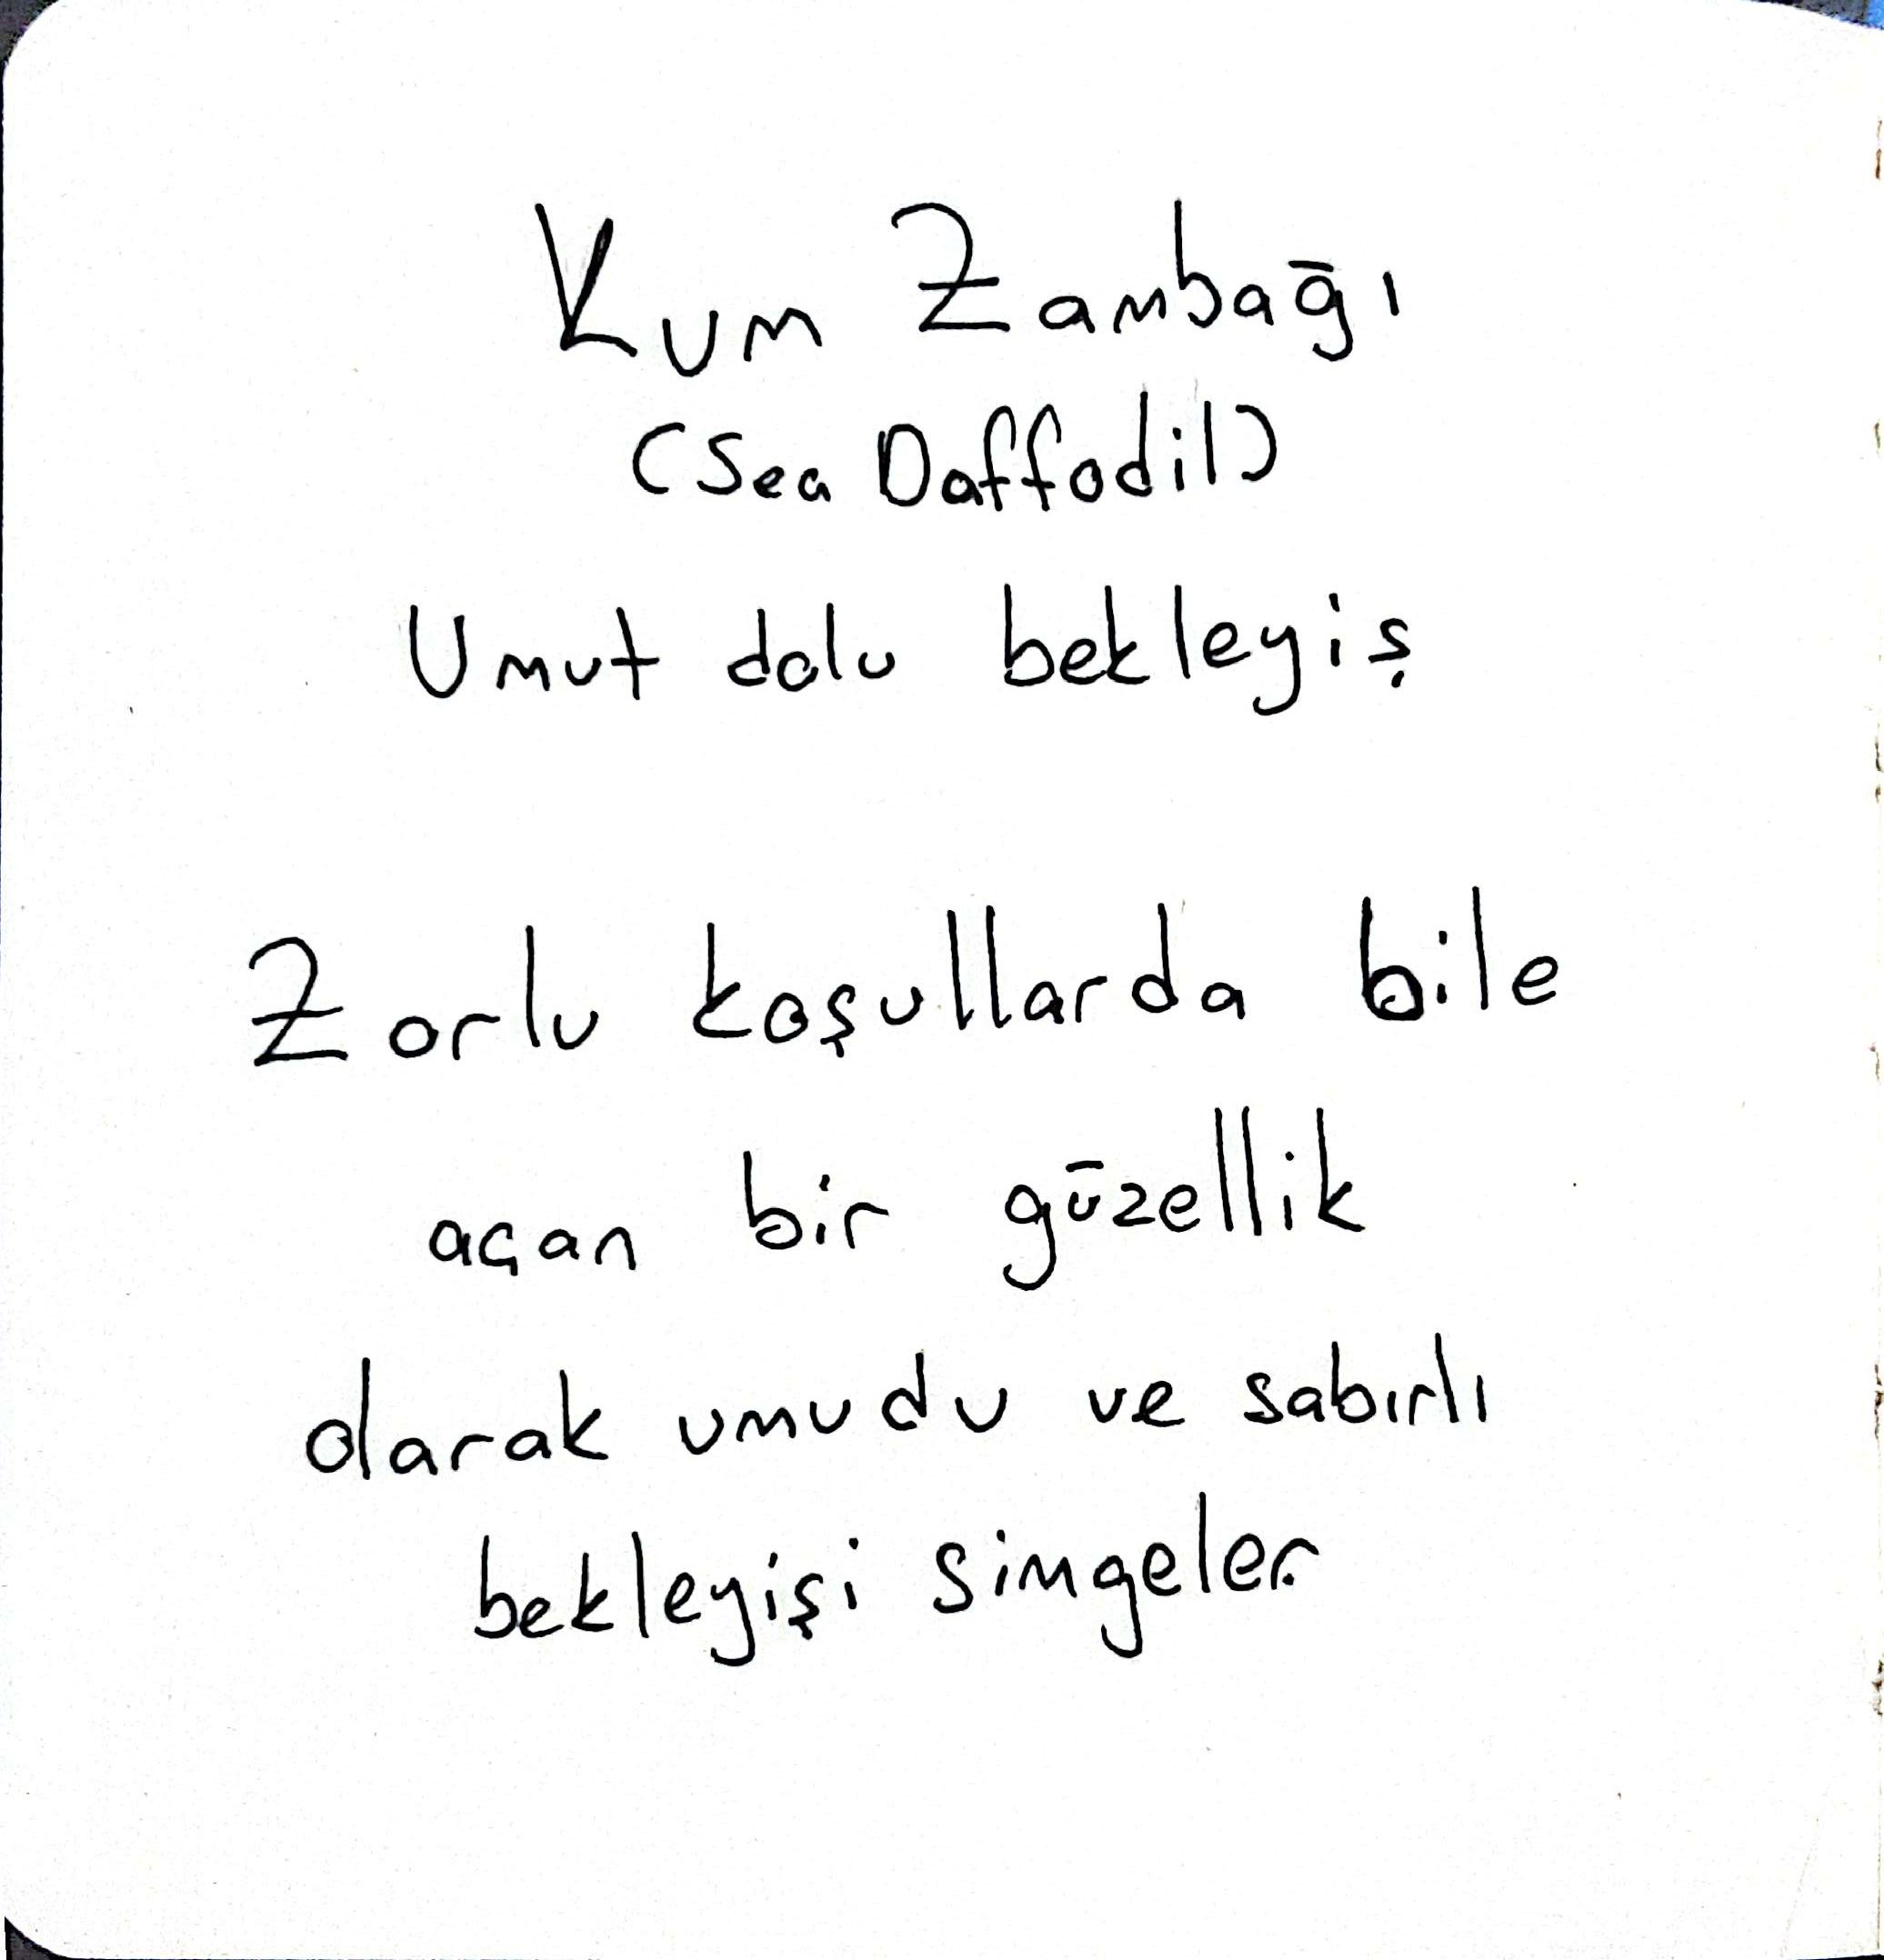 Kum Zambağı
(Sea Daffodil)
Umut dolu bekleyiş
Zorlu koşullarda bile
açan bir güzellik
olarak umudu ve sabırlı
bekleyişi simgeler.